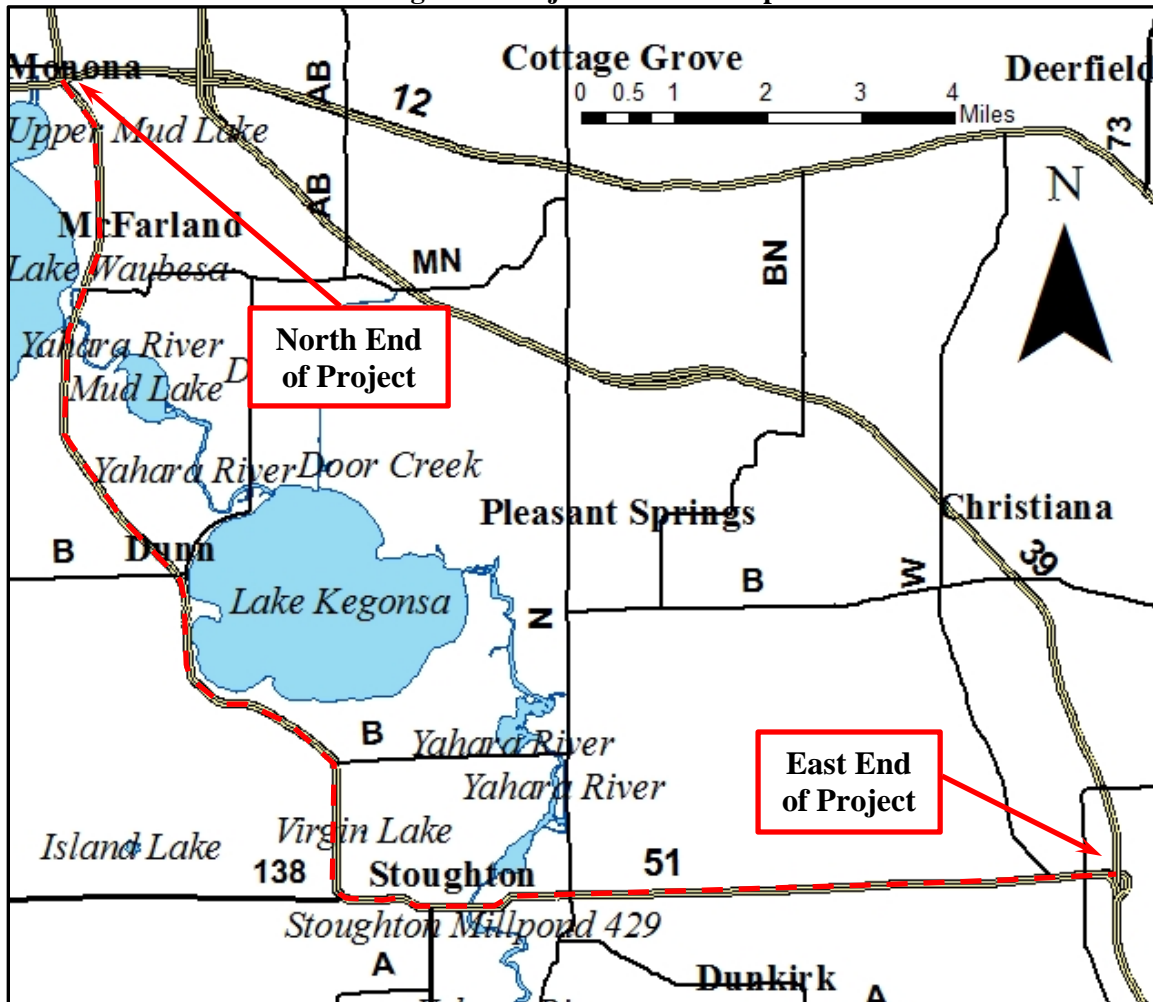 Monona
AB
12
Cottage Grove
Deerfield
0 0.5 1 2 3 4
Miles
73
Upper Mud Lake
AB
N
McFarland
Lake Waubesa
MN
BN
North End
of Project
Yahara River
Mud Lake
D
Yahara River
Door Creek
Pleasant Springs
Christiana
B
Dunn
39
B
W
Lake Kegonsa
N
B
Yahara River
East End
of Project
Yahara River
Virgin Lake
Island Lake
138
Stoughton
51
Stoughton Millpond 429
A
Dunkirk
A